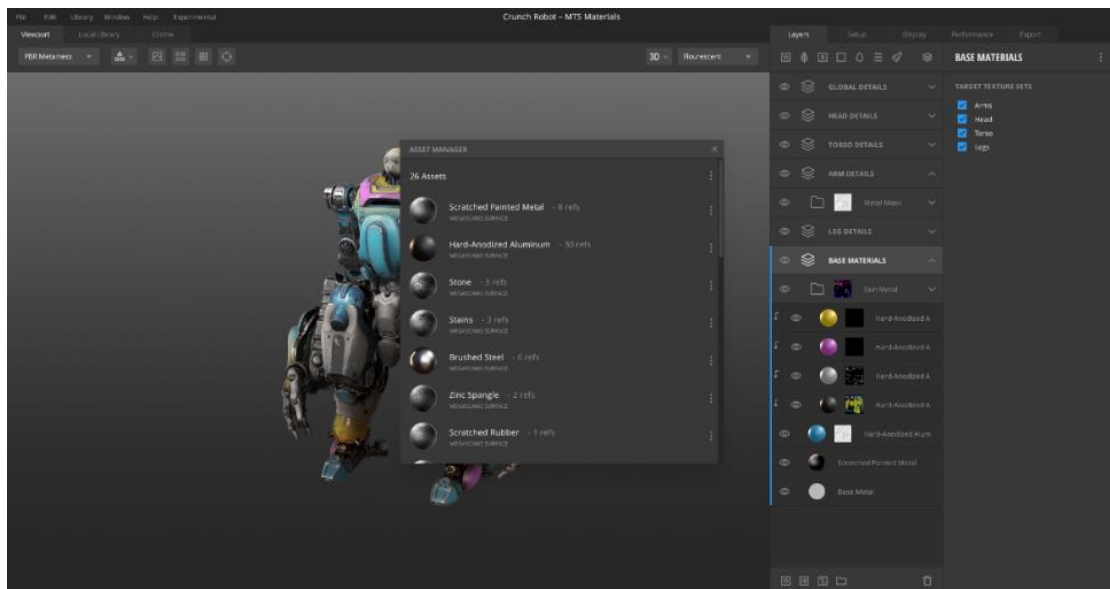 File Edit Library Window Help Experimental
Crunch Robot – MTS Materials
Viewport Local Library Online
Layers Setup Display Performance Export
PBR Metalness
3D
Flourescent
BASE MATERIALS
TARGET TEXTURE SETS
Arms
Head
Torso
Legs
GLOBAL DETAILS
HEAD DETAILS
TORSO DETAILS
ARM DETAILS
Metal Mask
LEG DETAILS
BASE MATERIALS
Gun Metal
Hard-Anodized A
Hard-Anodized A
Hard-Anodized A
Hard-Anodized A
Hard-Anodized Alum
Scratched Painted Metal
Base Metal
ASSET MANAGER
26 Assets
Scratched Painted Metal - 8 refs
MEGASCANS SURFACE
Hard-Anodized Aluminum - 30 refs
MEGASCANS SURFACE
Stone - 3 refs
MEGASCANS SURFACE
Stains - 3 refs
MEGASCANS SURFACE
Brushed Steel - 6 refs
MEGASCANS SURFACE
Zinc Spangle - 2 refs
MEGASCANS SURFACE
Scratched Rubber - 1 refs
MEGASCANS SURFACE